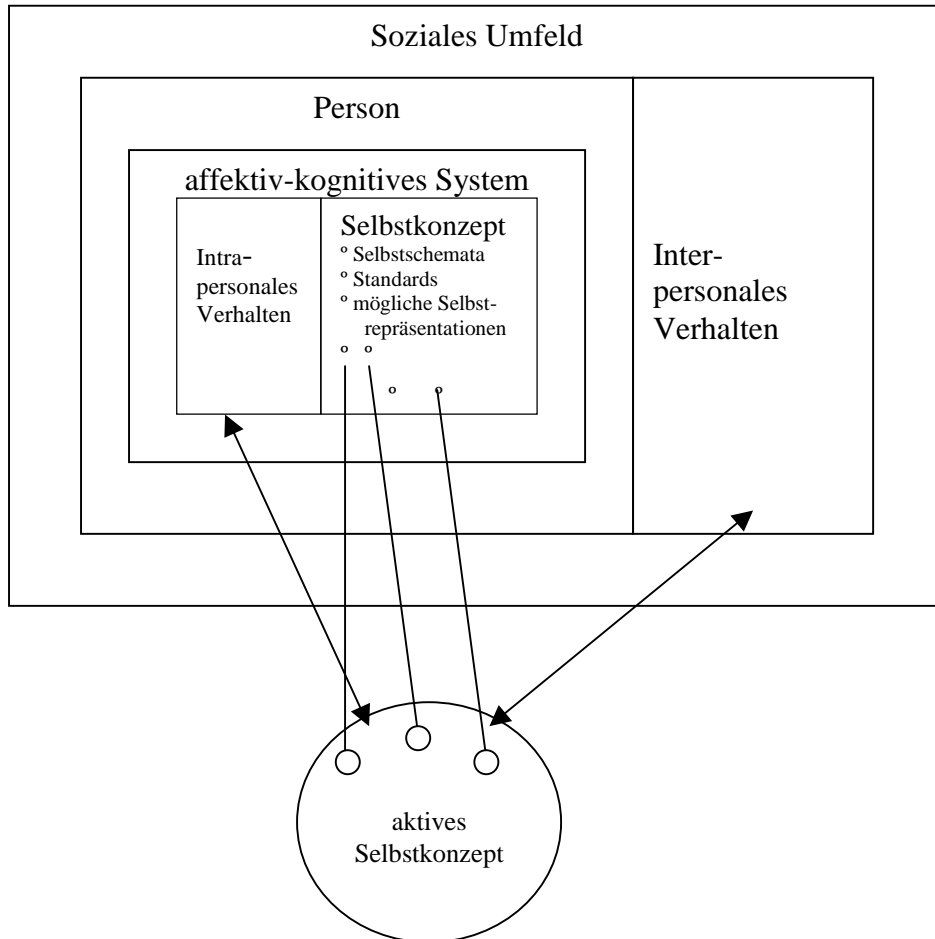 Soziales Umfeld
Person
affektiv-kognitives System
Intra-
personales
Verhalten
Selbstkonzept
° Selbstschemata
° Standards
° mögliche Selbst-
repräsentationen
° °
° °
Inter-
personales
Verhalten
aktives
Selbstkonzept